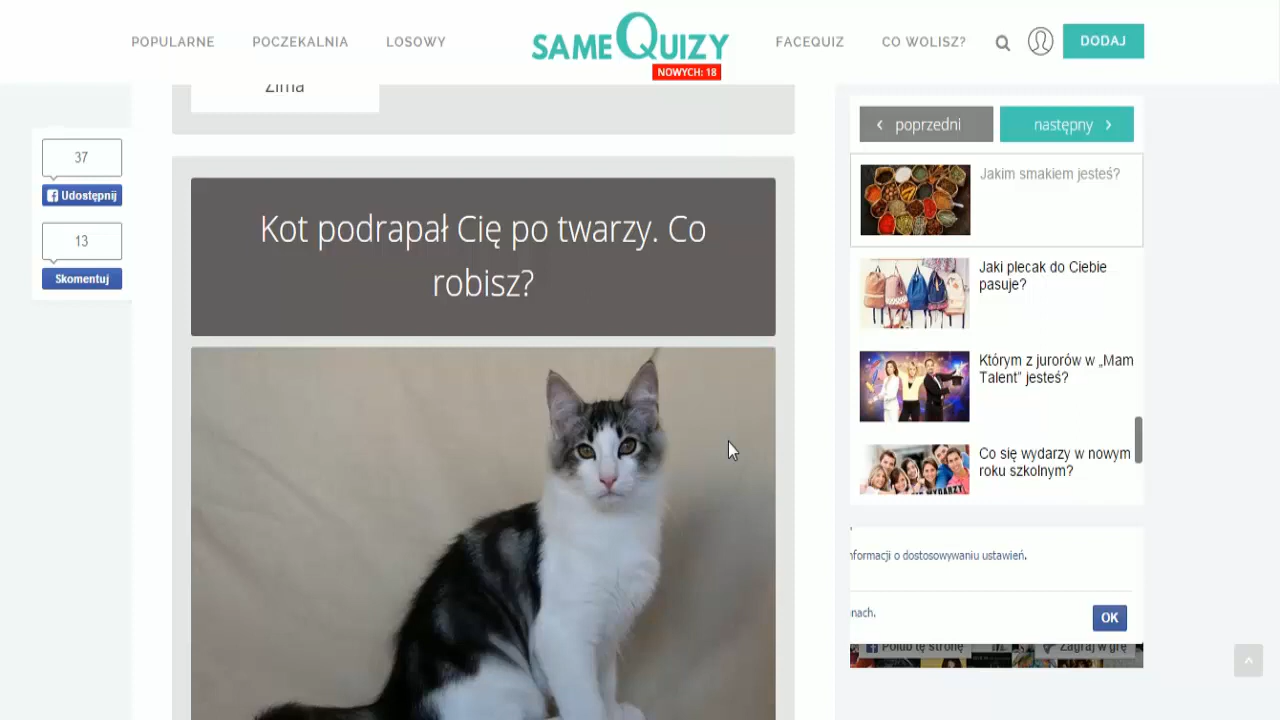 POPULARNE
POCZEKALNIA
LOSOWY
SAMEQUIZY
NOWYCH: 18
FACEQUIZ
CO WOLISZ?
DODAJ
Zima
37
Udostępnij
13
Skomentuj
Kot podrapał Cię po twarzy. Co
robisz?
poprzedni
następny
Jakim smakiem jesteś?
Jaki plecak do Ciebie
pasuje?
Którym z jurorów w „Mam
Talent” jesteś?
Co się wydarzy w nowym
roku szkolnym?
nformacji o dostosowywaniu ustawień.
nach.
OK
Polub tę stronę
Zagraj w grę